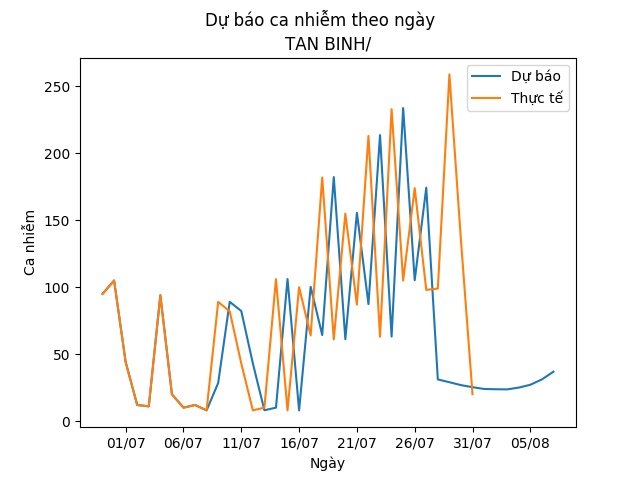 Dự báo ca nhiễm theo ngày
TAN BINH/
Dự báo
Thực tế
250
200
150
100
50
0
Ca nhiễm
01/07 06/07 11/07 16/07 21/07 26/07 31/07 05/08
Ngày